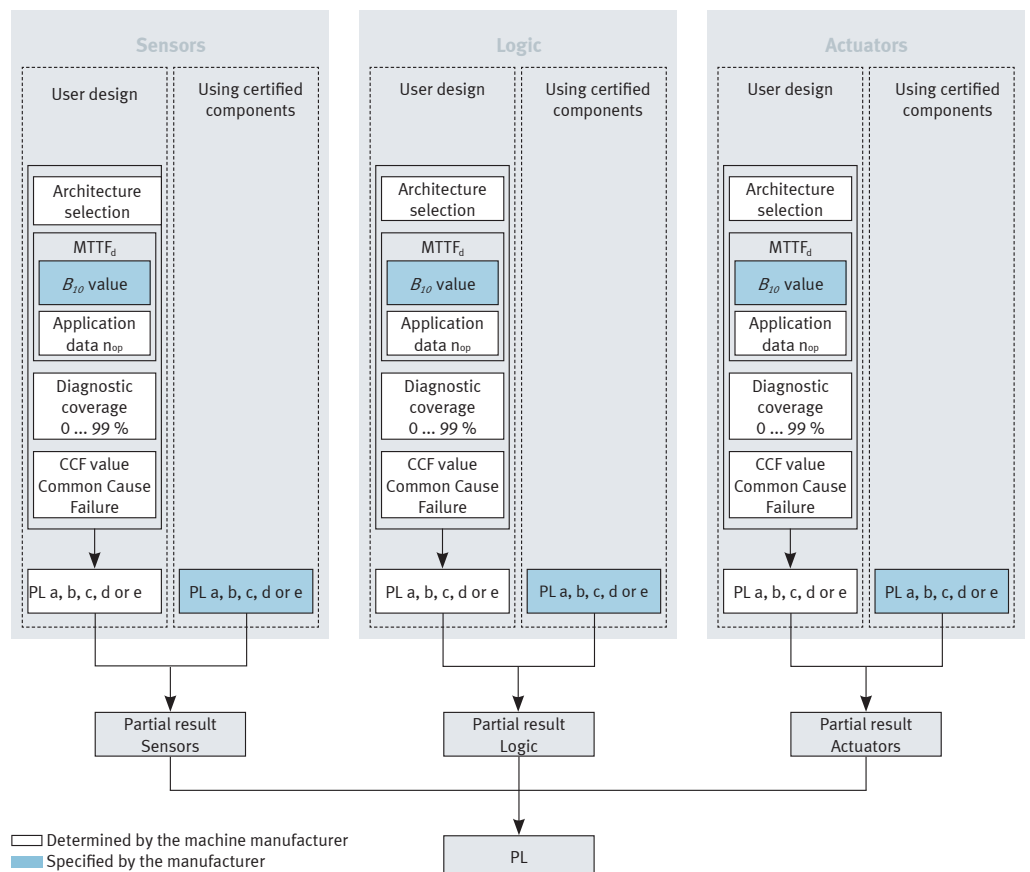 Sensors
User design
Using certified
components
Architecture
selection
MTTFd
B10 value
Application
data nop
Diagnostic
coverage
0 ... 99 %
CCF value
Common Cause
Failure
PL a, b, c, d or e
PL a, b, c, d or e
Logic
User design
Using certified
components
Architecture
selection
MTTFd
B10 value
Application
data nop
Diagnostic
coverage
0 ... 99 %
CCF value
Common Cause
Failure
PL a, b, c, d or e
PL a, b, c, d or e
Actuators
User design
Using certified
components
Architecture
selection
MTTFd
B10 value
Application
data nop
Diagnostic
coverage
0 ... 99 %
CCF value
Common Cause
Failure
PL a, b, c, d or e
PL a, b, c, d or e
Partial result
Sensors
Partial result
Logic
Partial result
Actuators
Determined by the machine manufacturer
Specified by the manufacturer
PL